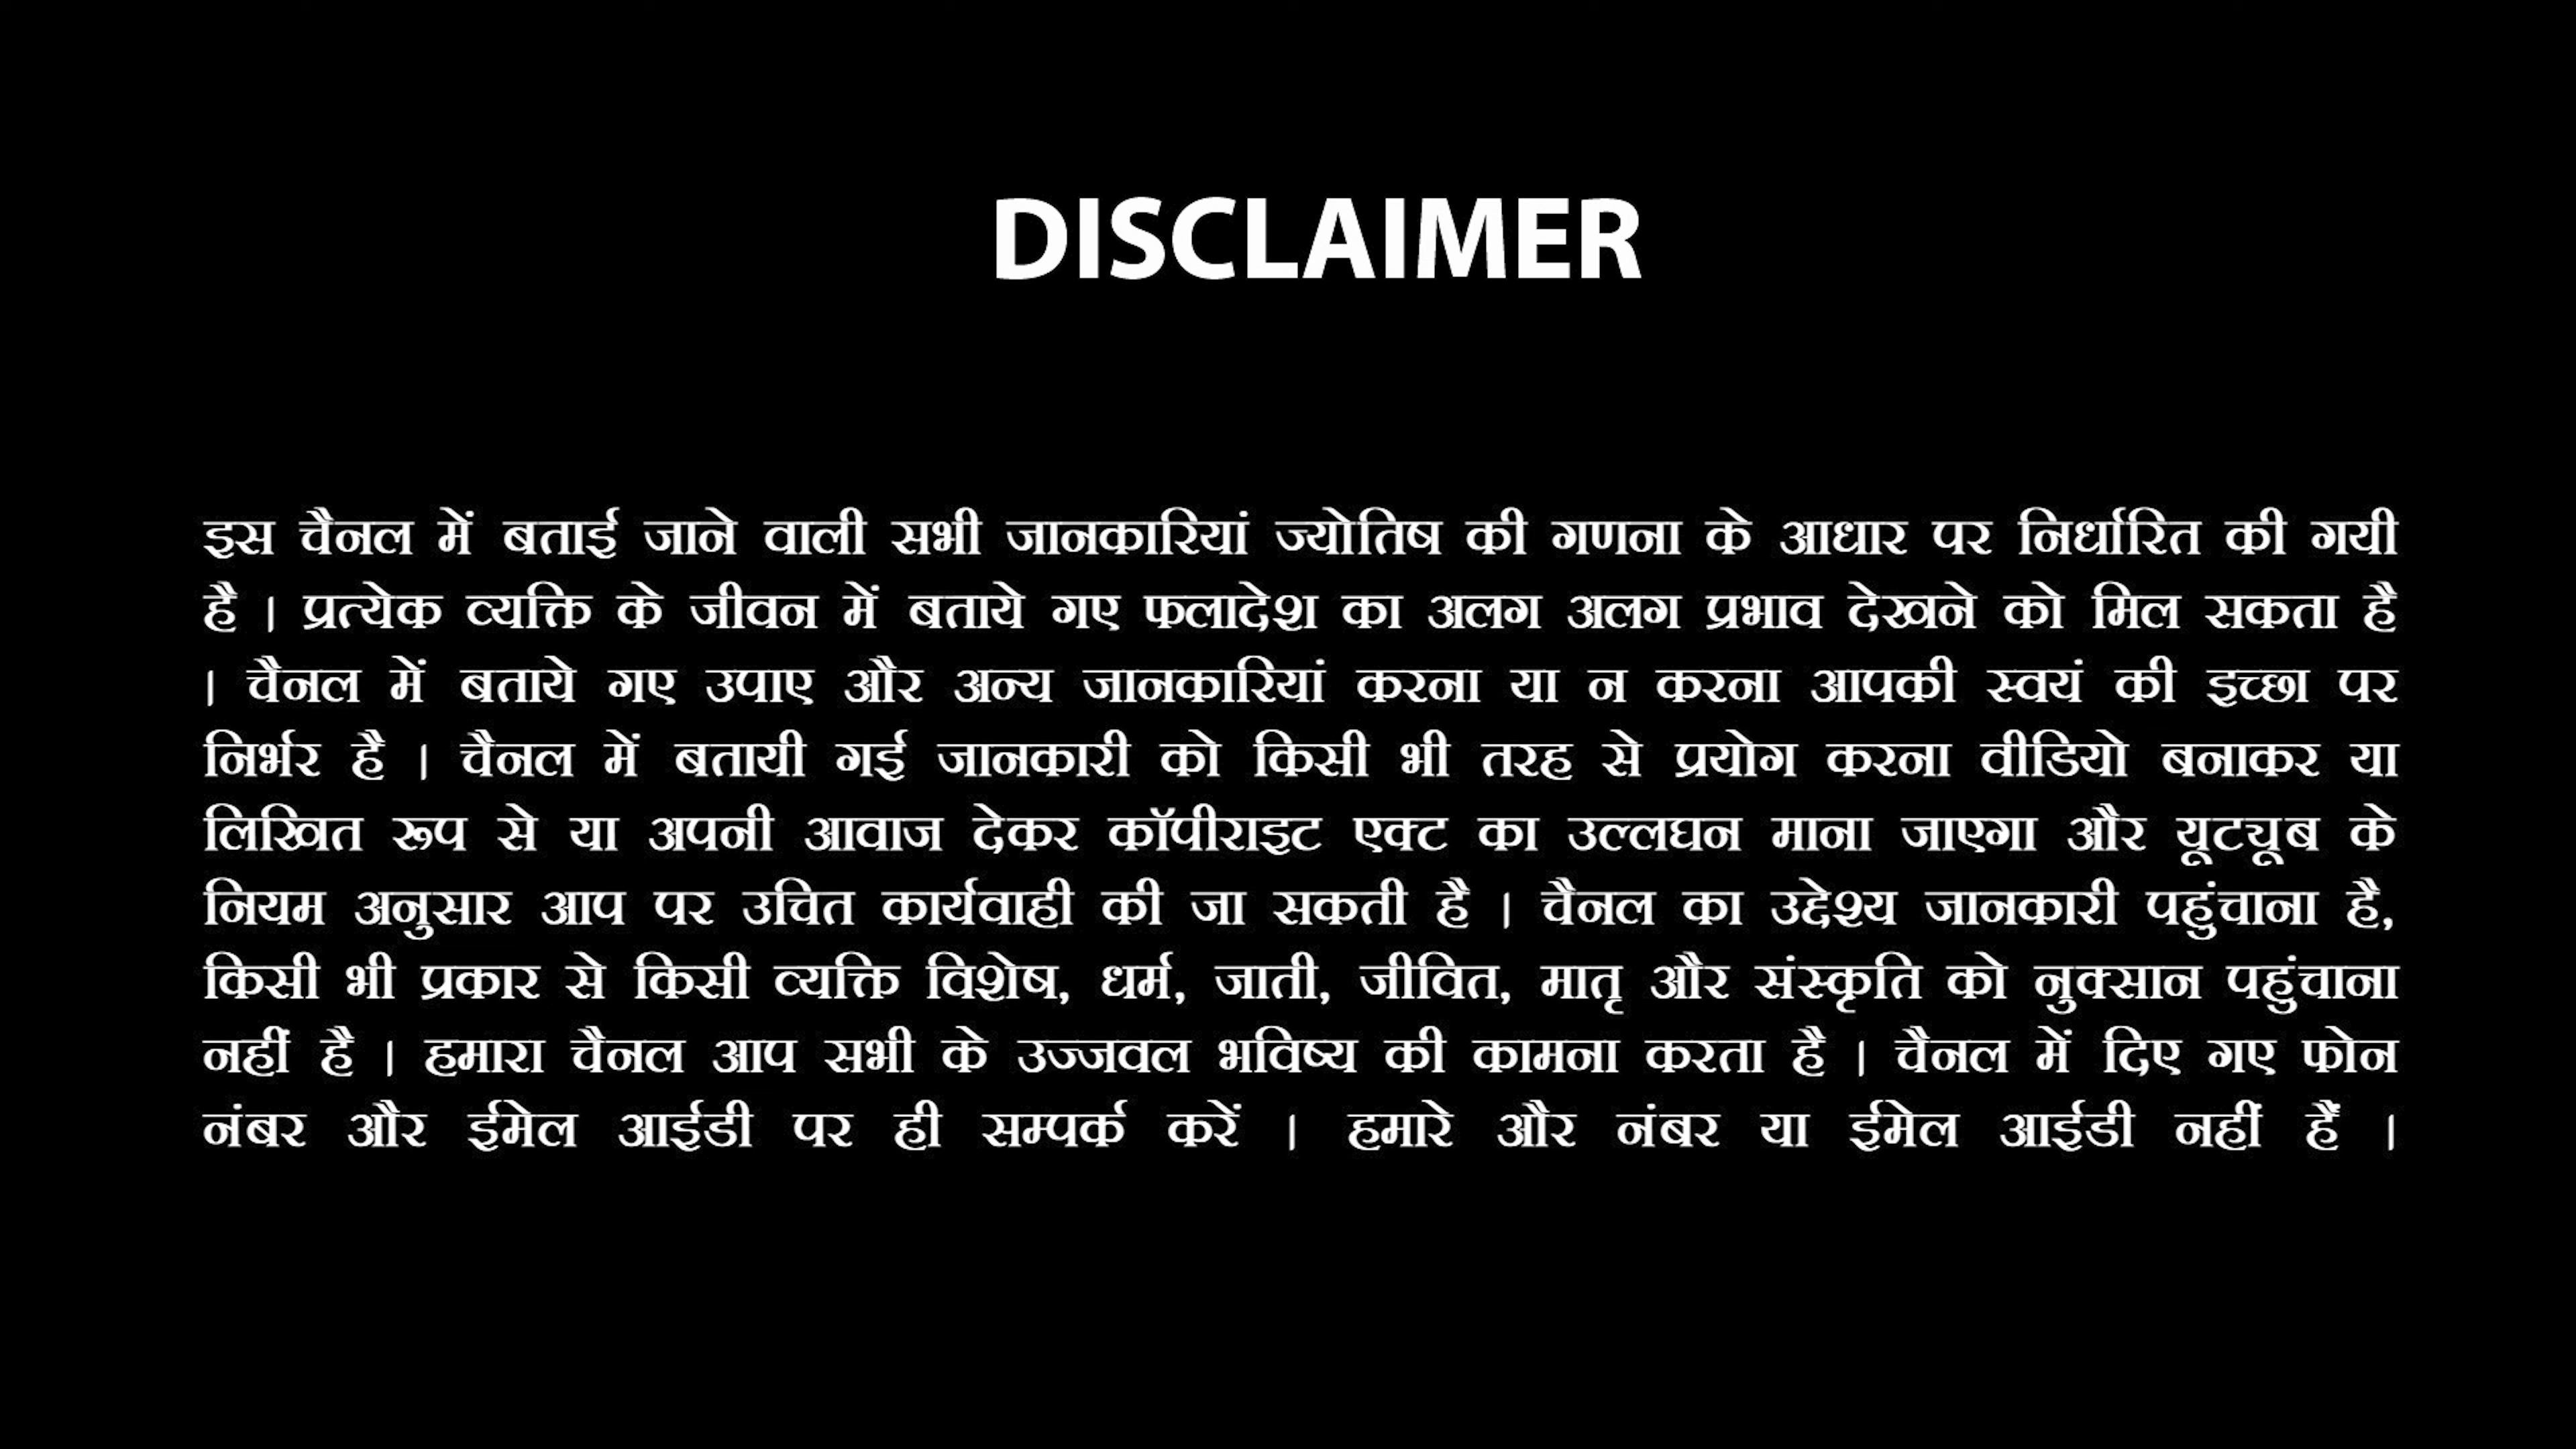 DISCLAIMER
इस चैनल में बताई जाने वाली सभी जानकारियां ज्योतिष की गणना के आधार पर निर्धारित की गयी
है । प्रत्येक व्यक्ति के जीवन में बताये गए फलादेश का अलग अलग प्रभाव देखने को मिल सकता है
। चैनल में बताये गए उपाए और अन्य जानकारियां करना या न करना आपकी स्वयं की इच्छा पर
निर्भर है । चैनल में बतायी गई जानकारी को किसी भी तरह से प्रयोग करना वीडियो बनाकर या
लिखित रूप से या अपनी आवाज देकर कॉपीराइट एक्ट का उल्लघन माना जाएगा और यूटयूब के
नियम अनुसार आप पर उचित कार्यवाही की जा सकती है । चैनल का उद्देश्य जानकारी पहुंचाना है,
किसी भी प्रकार से किसी व्यक्ति विशेष, धर्म, जाती, जीवित, मातृ और संस्कृति को नुक्सान पहुंचाना
नहीं है । हमारा चैनल आप सभी के उज्जवल भविष्य की कामना करता है । चैनल में दिए गए फोन
नंबर और ईमेल आईडी पर ही सम्पर्क करें । हमारे और नंबर या ईमेल आईडी नहीं हैं ।